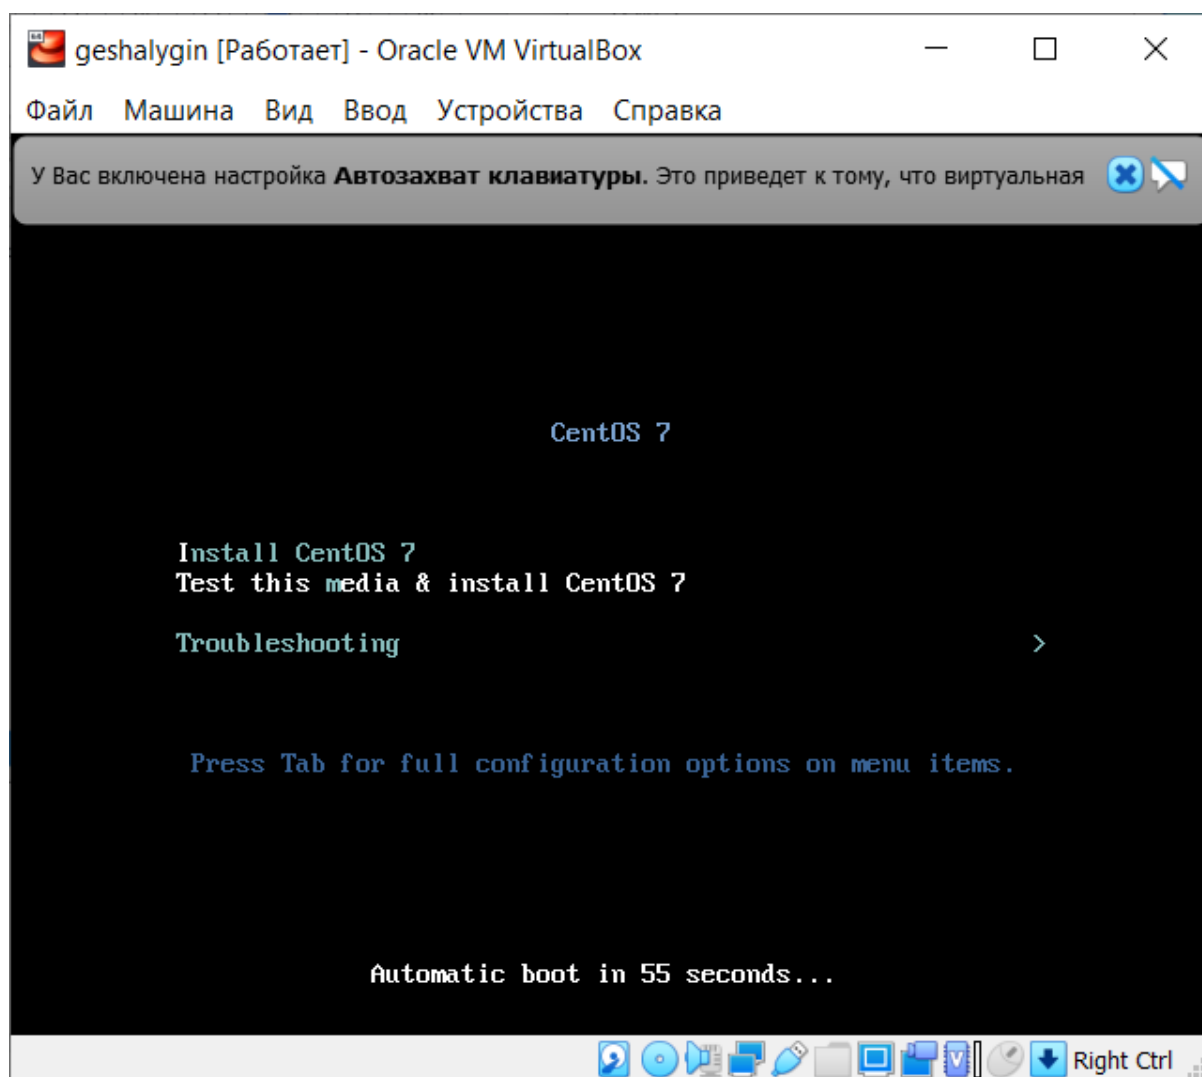 geshalygin [Работает] - Oracle VM VirtualBox
Файл Машина Вид Ввод Устройства Справка
У Вас включена настройка Автозахват клавиатуры. Это приведет к тому, что виртуальная
CentOS 7
Install CentOS 7
Test this media & install CentOS 7
Troubleshooting >
Press Tab for full configuration options on menu items.
Automatic boot in 55 seconds...
Right Ctrl